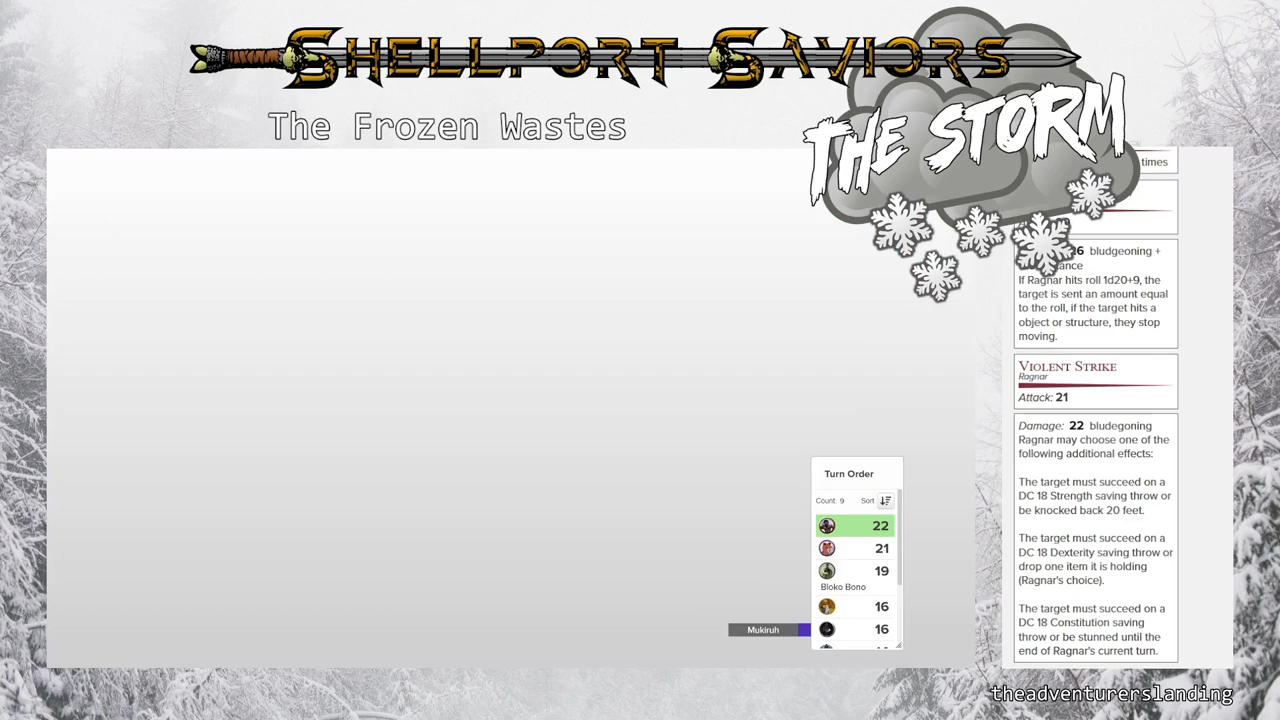 SHELLPORT SAVIORS
The Frozen Wastes
THE STORM
times
26 bludgeoning +
If Ragnar hits roll 1d20+9, the
target is sent an amount equal
to the roll, if the target hits a
object or structure, they stop
moving.
VIOLENT STRIKE
Ragnar
Attack: 21
Damage: 22 bludegoning
Ragnar may choose one of the
following additional effects:
The target must succeed on a
DC 18 Strength saving throw or
be knocked back 20 feet.
The target must succeed on a
DC 18 Dexterity saving throw or
drop one item it is holding
(Ragnar's choice).
The target must succeed on a
DC 18 Constitution saving
throw or be stunned until the
end of Ragnar's current turn.
Turn Order
Count: 9 Sort
22
21
19
Bloko Bono
16
16
Mukiruh
theadventurerslanding